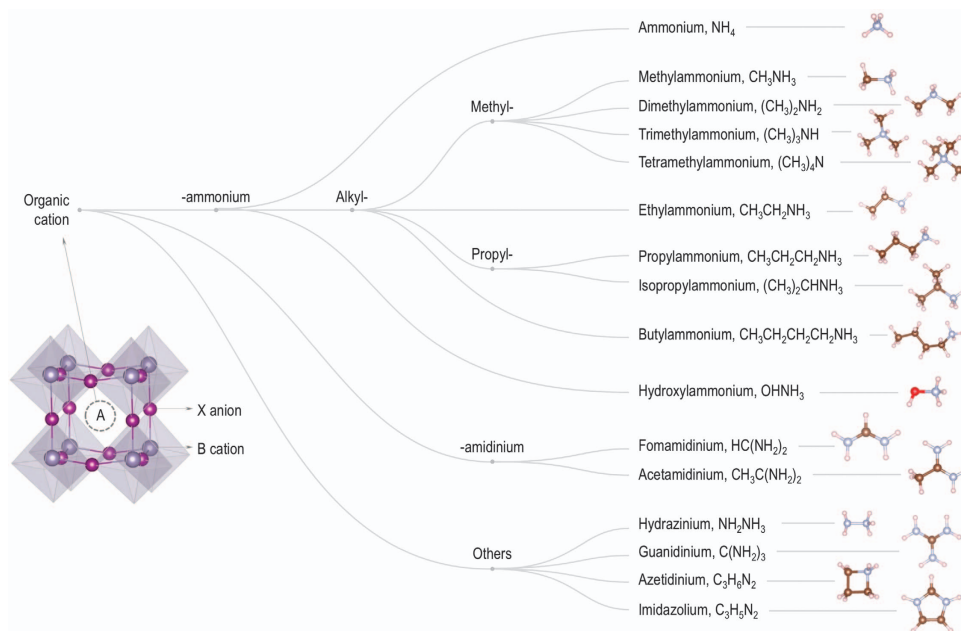 Ammonium, NH₄
Methylammonium, CH₃NH₃
Methyl-
Dimethylammonium, (CH₃)₂NH₂
Trimethylammonium, (CH₃)₃NH
Tetramethylammonium, (CH₃)₄N
Organic
cation
-ammonium
Alkyl-
Ethylammonium, CH₃CH₂NH₃
Propyl-
Propylammonium, CH₃CH₂CH₂NH₃
Isopropylammonium, (CH₃)₂CHNH₃
Butylammonium, CH₃CH₂CH₂CH₂NH₃
Hydroxylammonium, OHNH₃
A
X anion
B cation
-amidinium
Fomamidinium, HC(NH₂)₂
Acetamidinium, CH₃C(NH₂)₂
Others
Hydrazinium, NH₂NH₃
Guanidinium, C(NH₂)₃
Azetidinium, C₃H₆N₂
Imidazolium, C₃H₅N₂